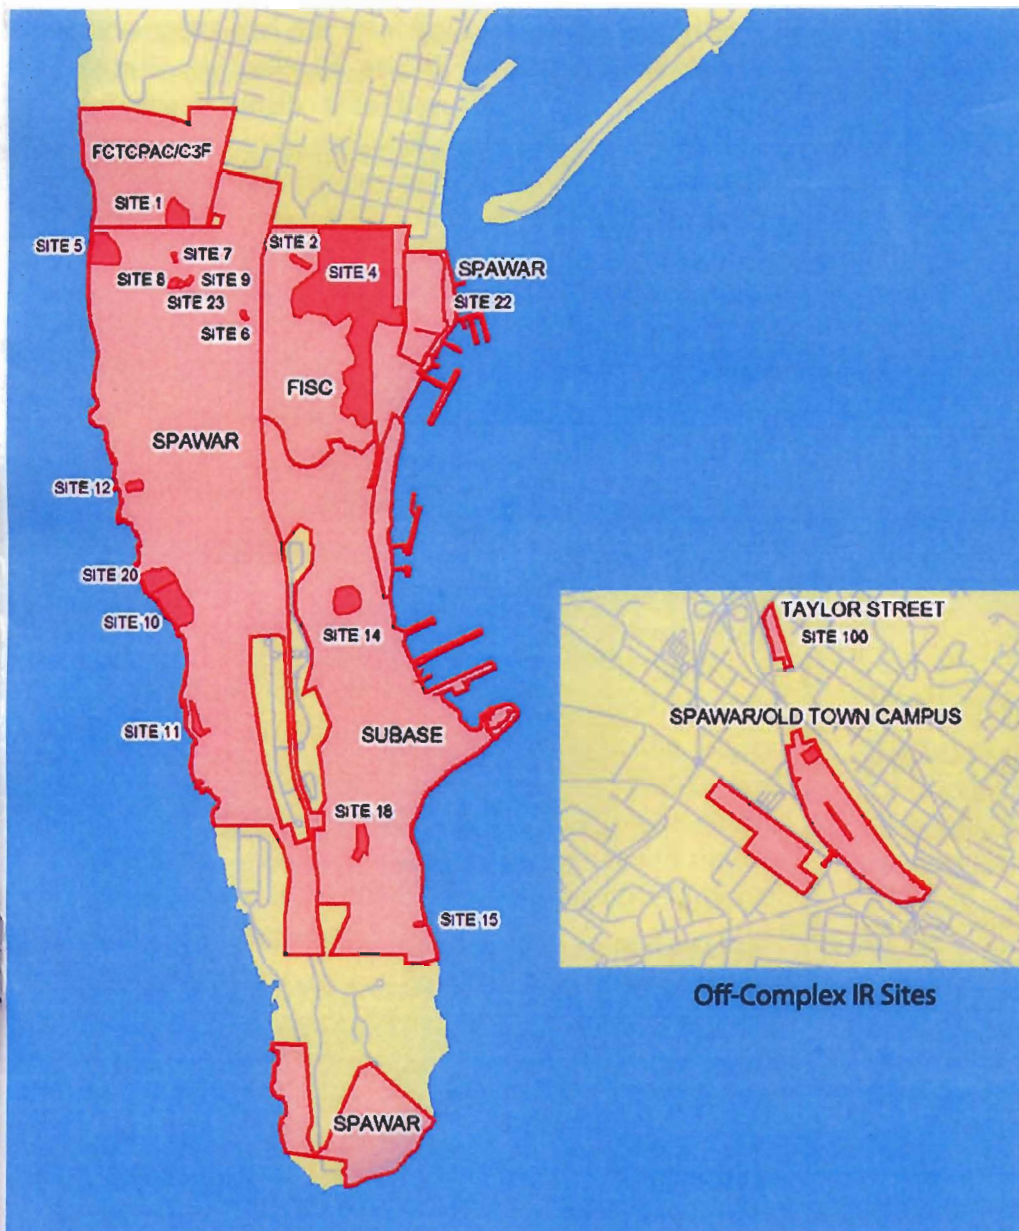 FCTCPAC/C3F
SITE 1
SITE 5
SITE 7
SITE 2
SITE 4
SPAWAR
SITE 8
SITE 9
SITE 23
SITE 22
SITE 6
FISC
SPAWAR
SITE 12
SITE 20
SITE 10
SITE 14
TAYLOR STREET
SITE 100
SPAWAR/OLD TOWN CAMPUS
SITE 11
SUBASE
SITE 18
SITE 15
Off-Complex IR Sites
SPAWAR